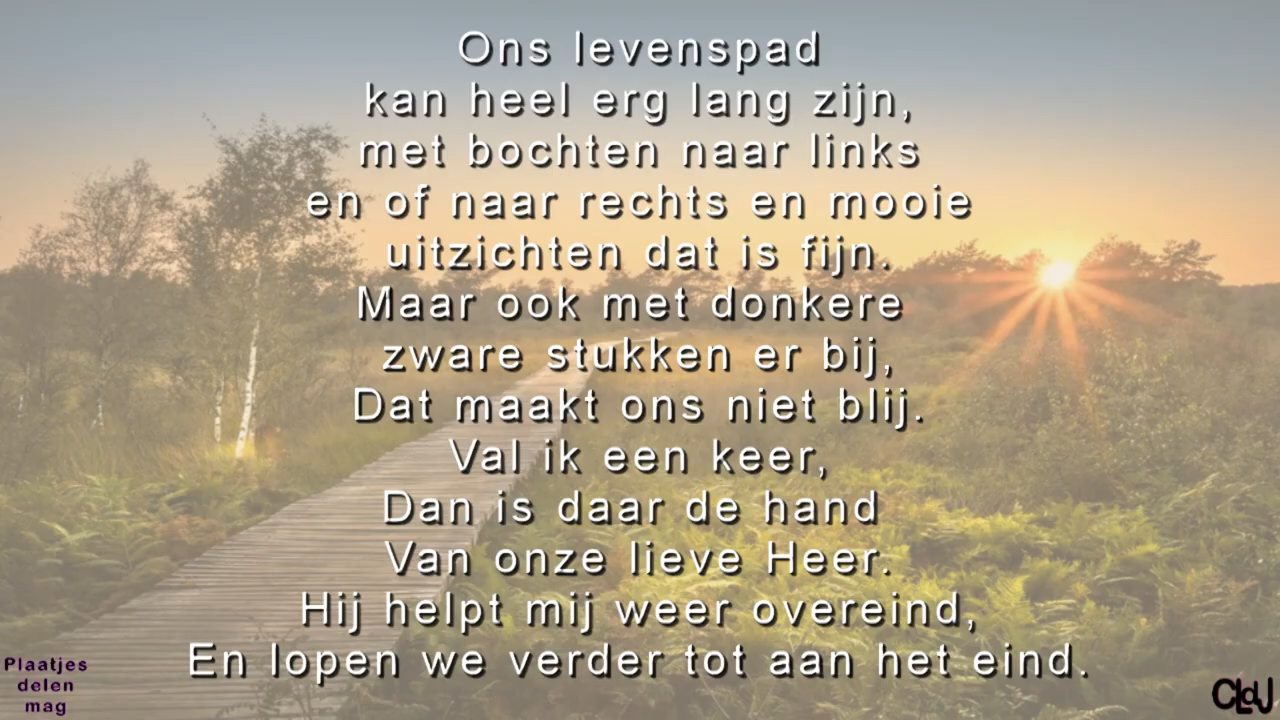 Ons levenspad
kan heel erg lang zijn,
met bochten naar links
en of naar rechts en mooie
uitzichten dat is fijn.
Maar ook met donkere
zware stukken er bij,
Dat maakt ons niet blij.
Val ik een keer,
Dan is daar de hand
Van onze lieve Heer.
Hij helpt mij weer overeind,
En lopen we verder tot aan het eind.
Plaatjes
delen
mag
CLdJ